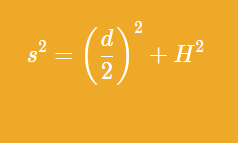 s² = (d/2)² + H²